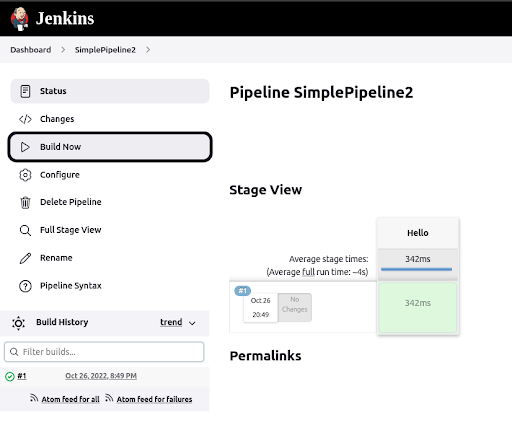 Jenkins
Dashboard
SimplePipeline2
Status
Changes
Build Now
Configure
Delete Pipeline
Full Stage View
Rename
Pipeline Syntax
Build History
trend
Filter builds...
#1
Oct 26, 2022, 8:49 PM
Atom feed for all
Atom feed for failures
Pipeline SimplePipeline2
Stage View
Hello
Average stage times:
342ms
(Average full run time: ~4s)
#1
Oct 26
20:49
No
Changes
342ms
Permalinks